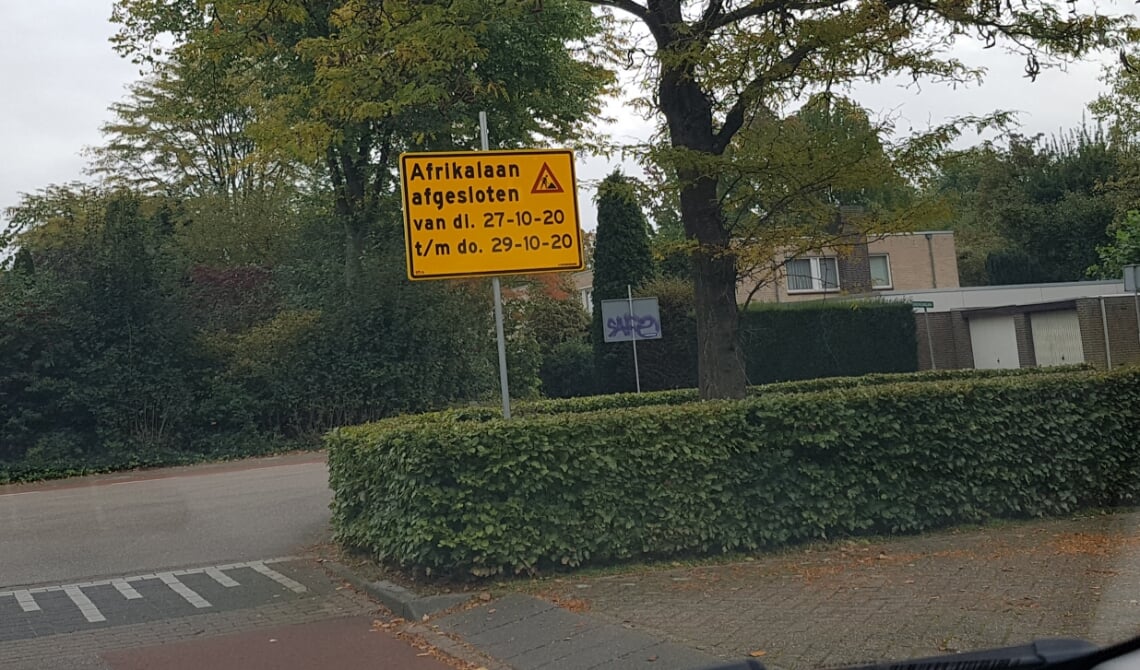 Afrikalaan
afgesloten
van di. 27-10-20
t/m do. 29-10-20